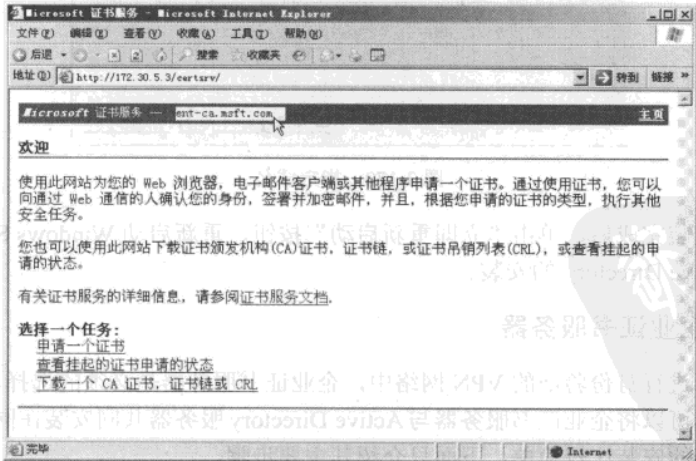 Microsoft 证书服务 - Microsoft Internet Explorer
文件(F) 编辑(E) 查看(V) 收藏(A) 工具(T) 帮助(H)
后退 搜索 收藏夹
地址(D) http://172.30.5.3/certsrv/ 转到 链接 »
Microsoft 证书服务 -- ent-ca.msft.com 主页
欢迎
使用此网站为您的 Web 浏览器，电子邮件客户端或其他程序申请一个证书。通过使用证书，您可以
向通过 Web 通信的人确认您的身份，签署并加密邮件，并且，根据您申请的证书的类型，执行其他
安全任务。
您也可以使用此网站下载证书颁发机构(CA)证书，证书链，或证书吊销列表(CRL)，或查看挂起的申
请的状态。
有关证书服务的详细信息，请参阅证书服务文档.
选择一个任务:
申请一个证书
查看挂起的证书申请的状态
下载一个 CA 证书，证书链或 CRL
完毕 Internet